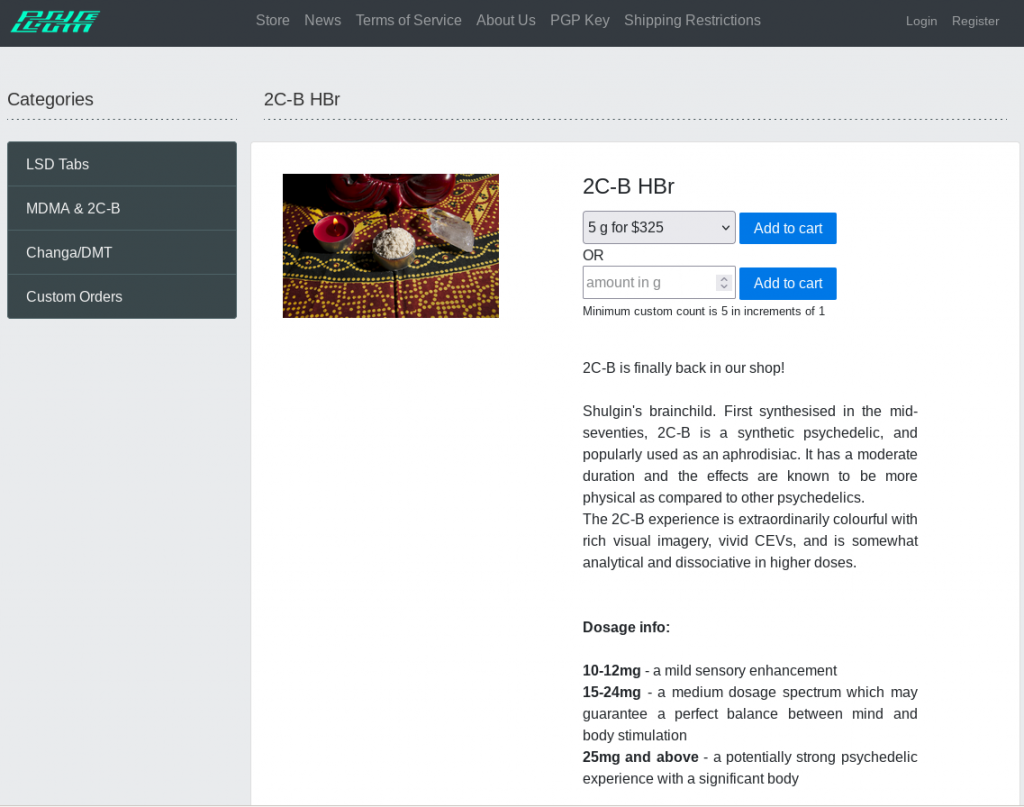 Store News Terms of Service About Us PGP Key Shipping Restrictions Login Register
Categories
LSD Tabs
MDMA & 2C-B
Changa/DMT
Custom Orders
2C-B HBr
2C-B HBr
5 g for $325 Add to cart
OR
amount in g Add to cart
Minimum custom count is 5 in increments of 1
2C-B is finally back in our shop!
Shulgin's brainchild. First synthesised in the mid-
seventies, 2C-B is a synthetic psychedelic, and
popularly used as an aphrodisiac. It has a moderate
duration and the effects are known to be more
physical as compared to other psychedelics.
The 2C-B experience is extraordinarily colourful with
rich visual imagery, vivid CEVs, and is somewhat
analytical and dissociative in higher doses.
Dosage info:
10-12mg - a mild sensory enhancement
15-24mg - a medium dosage spectrum which may
guarantee a perfect balance between mind and
body stimulation
25mg and above - a potentially strong psychedelic
experience with a significant body